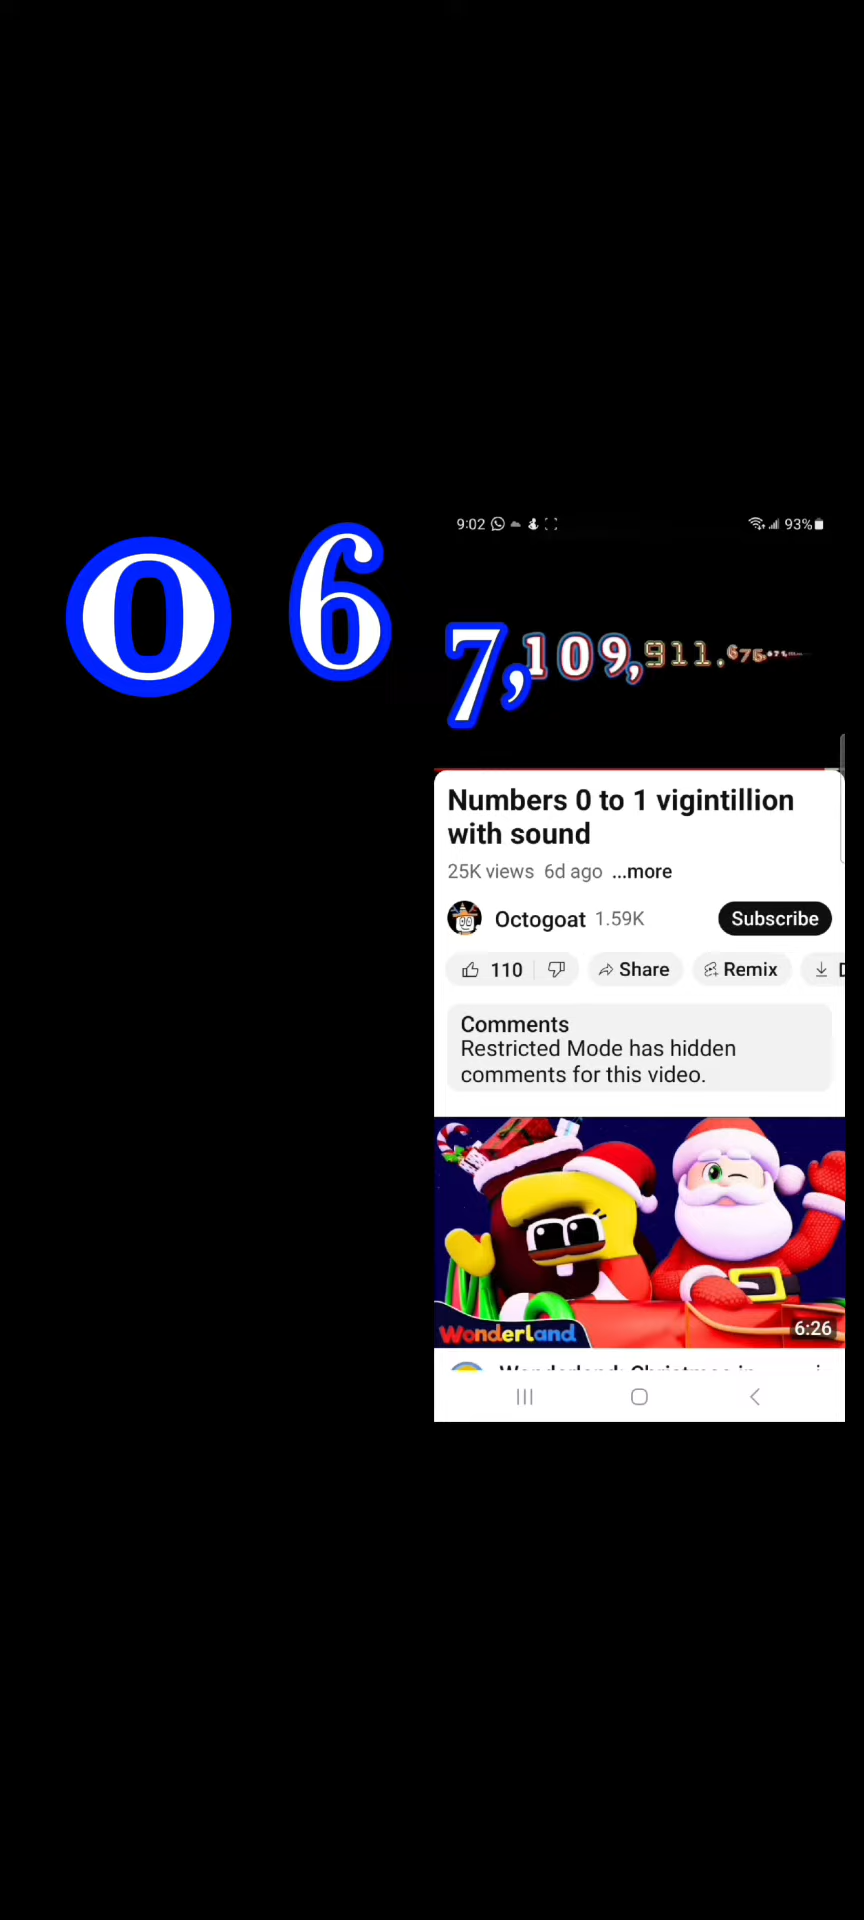 0 6
9:02 93%
7,109,911.675
Numbers 0 to 1 vigintillion
with sound
25K views 6d ago ...more
Octogoat 1.59K Subscribe
110 Share Remix
Comments
Restricted Mode has hidden
comments for this video.
Wonderland 6:26